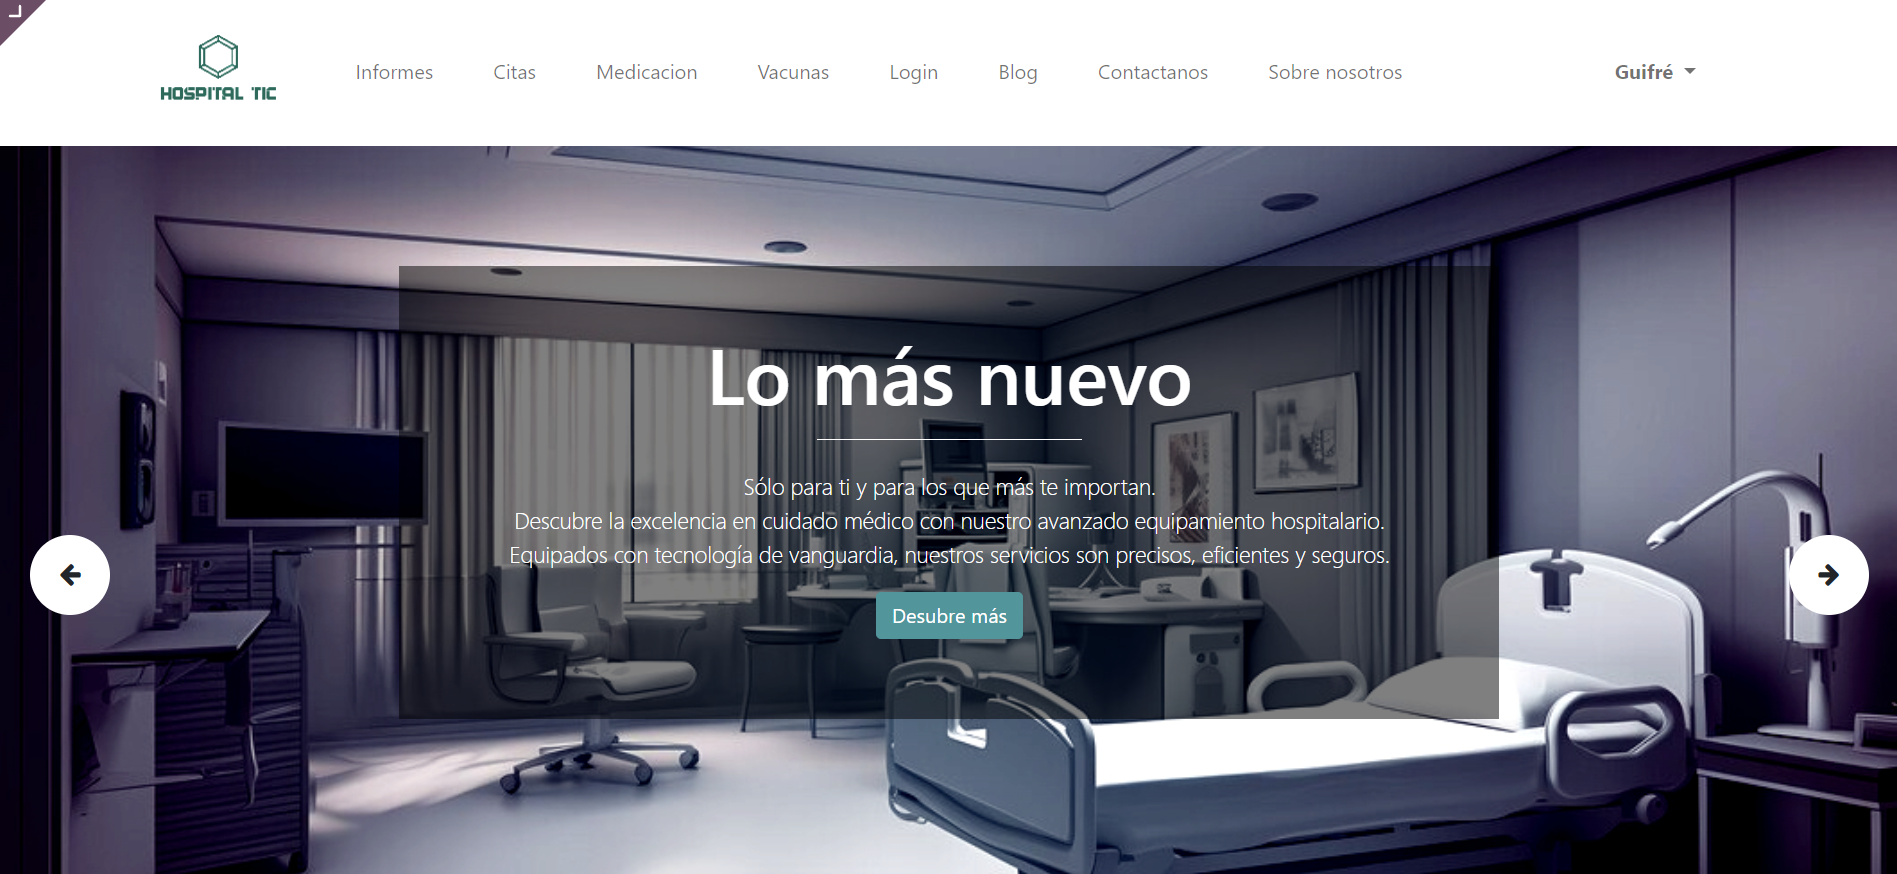 HOSPITAL TIC
Informes
Citas
Medicacion
Vacunas
Login
Blog
Contactanos
Sobre nosotros
Guifré
Lo más nuevo
Sólo para ti y para los que más te importan.
Descubre la excelencia en cuidado médico con nuestro avanzado equipamiento hospitalario.
Equipados con tecnología de vanguardia, nuestros servicios son precisos, eficientes y seguros.
Desubre más